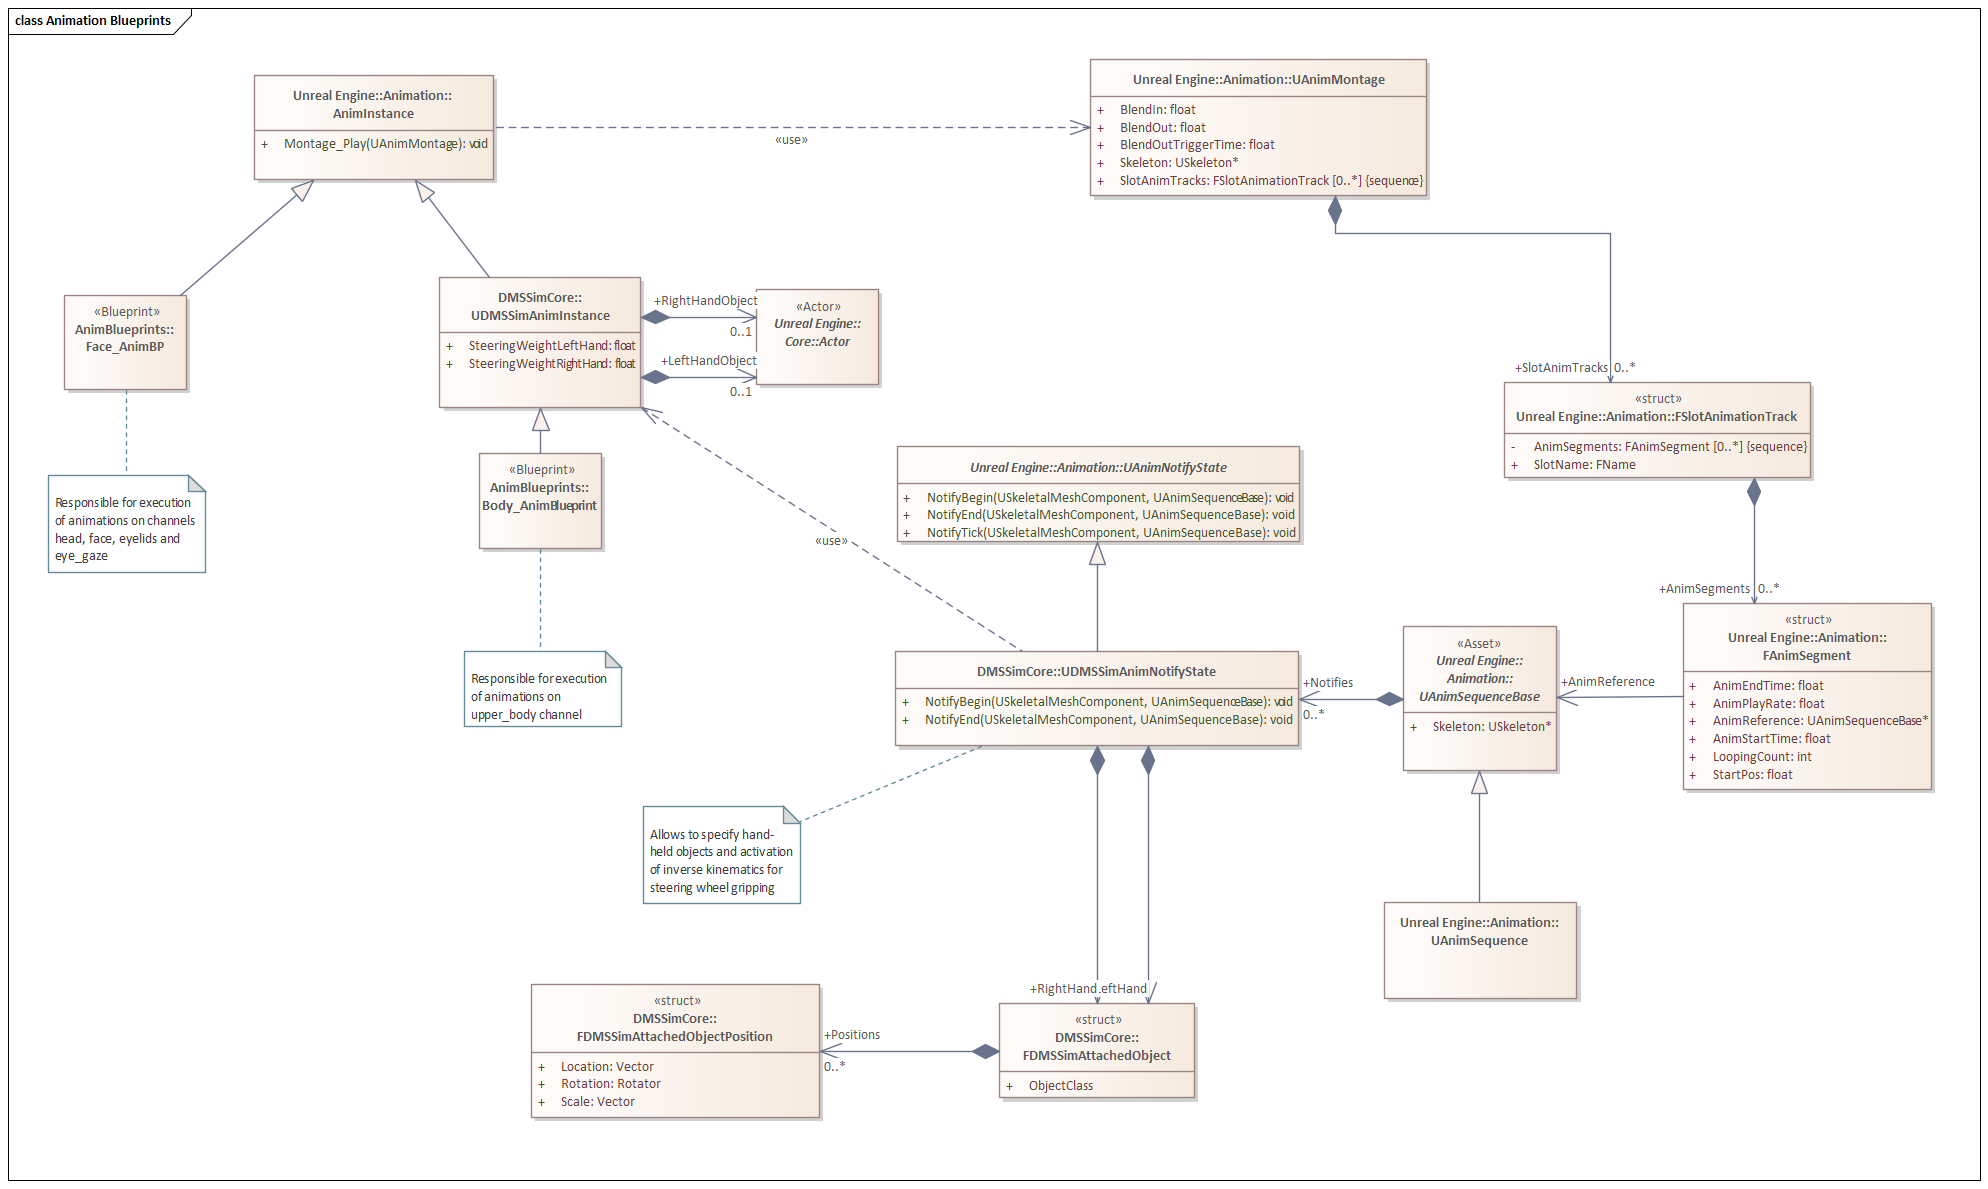 class Animation Blueprints
Unreal Engine::Animation::
AnimInstance
+ Montage_Play(UAnimMontage): void
«use»
Unreal Engine::Animation::UAnimMontage
+ BlendIn: float
+ BlendOut: float
+ BlendOutTriggerTime: float
+ Skeleton: USkeleton*
+ SlotAnimTracks: FSlotAnimationTrack [0..*] {sequence}
«Blueprint»
AnimBlueprints::
Face_AnimBP
DMSSimCore::
UDMSSimAnimInstance
+ SteeringWeightLeftHand: float
+ SteeringWeightRightHand: float
+RightHandObject
0..1
+LeftHandObject
0..1
«Actor»
Unreal Engine::
Core::Actor
+SlotAnimTracks 0..*
«struct»
Unreal Engine::Animation::FSlotAnimationTrack
- AnimSegments: FAnimSegment [0..*] {sequence}
+ SlotName: FName
«Blueprint»
AnimBlueprints::
Body_AnimBlueprint
Responsible for execution
of animations on channels
head, face, eyelids and
eye_gaze
Unreal Engine::Animation::UAnimNotifyState
+ NotifyBegin(USkeletalMeshComponent, UAnimSequenceBase): void
+ NotifyEnd(USkeletalMeshComponent, UAnimSequenceBase): void
+ NotifyTick(USkeletalMeshComponent, UAnimSequenceBase): void
«use»
+AnimSegments 0..*
«struct»
Unreal Engine::Animation::
FAnimSegment
+ AnimEndTime: float
+ AnimPlayRate: float
+ AnimReference: UAnimSequenceBase*
+ AnimStartTime: float
+ LoopingCount: int
+ StartPos: float
+AnimReference
«Asset»
Unreal Engine::
Animation::
UAnimSequenceBase
+ Skeleton: USkeleton*
+Notifies
0..*
DMSSimCore::UDMSSimAnimNotifyState
+ NotifyBegin(USkeletalMeshComponent, UAnimSequenceBase): void
+ NotifyEnd(USkeletalMeshComponent, UAnimSequenceBase): void
Responsible for execution
of animations on
upper_body channel
Allows to specify hand-
held objects and activation
of inverse kinematics for
steering wheel gripping
Unreal Engine::Animation::
UAnimSequence
+RightHand
eftHand
«struct»
DMSSimCore::
FDMSSimAttachedObject
+ ObjectClass
+Positions
0..*
«struct»
DMSSimCore::
FDMSSimAttachedObjectPosition
+ Location: Vector
+ Rotation: Rotator
+ Scale: Vector